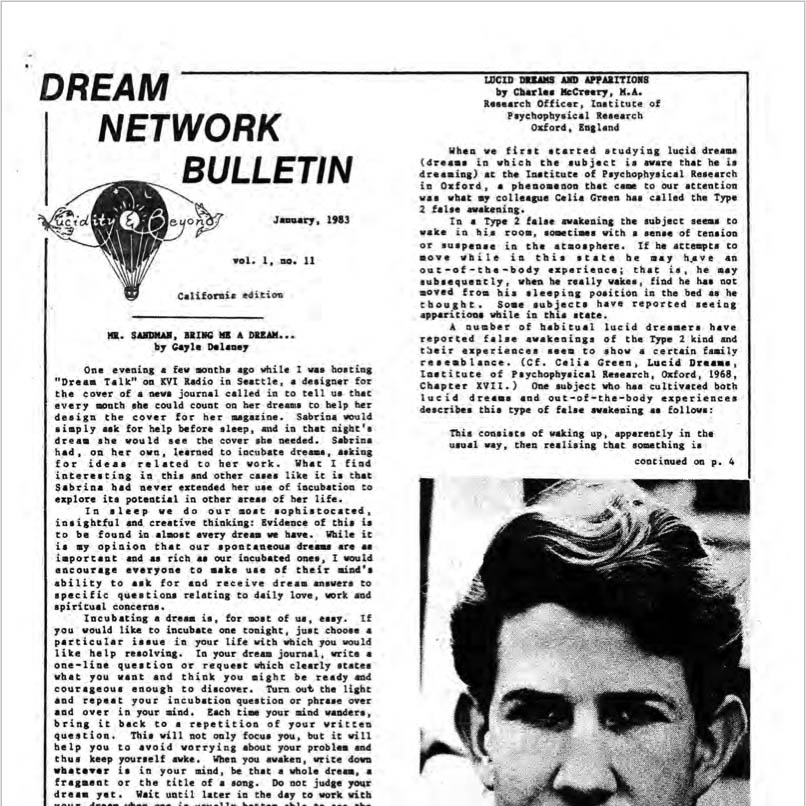 DREAM
NETWORK
BULLETIN
Lucidity & Beyond
January, 1983
vol. 1, no. 11
California edition
MR. SANDMAN, BRING ME A DREAM...
by Gayle Delaney
One evening a few months ago while I was hosting
"Dream Talk" on KVI Radio in Seattle, a designer for
the cover of a news journal called in to tell us that
every month she could count on her dreams to help her
design the cover for her magazine. Sabrina would
simply ask for help before sleep, and in that night's
dream she would see the cover she needed. Sabrina
had, on her own, learned to incubate dreams, asking
for ideas related to her work. What I find
interesting in this and other cases like it is that
Sabrina had never extended her use of incubation to
explore its potential in other areas of her life.
In sleep we do our most sophistocated,
insightful and creative thinking: Evidence of this is
to be found in almost every dream we have. While it
is my opinion that our spontaneous dreams are as
important and as rich as our incubated ones, I would
encourage everyone to make use of their mind's
ability to ask for and receive dream answers to
specific questions relating to daily love, work and
spiritual concerns.
Incubating a dream is, for most of us, easy. If
you would like to incubate one tonight, just choose a
particular issue in your life with which you would
like help resolving. In your dream journal, write a
one-line question or request which clearly states
what you want and think you might be ready and
courageous enough to discover. Turn out the light
and repeat your incubation question or phrase over
and over in your mind. Each time your mind wanders,
bring it back to a repetition of your written
question. This will not only focus you, but it will
help you to avoid worrying about your problem and
thus keep yourself awke. When you awaken, write down
whatever is in your mind, be that a whole dream, a
fragment or the title of a song. Do not judge your
dream yet. Wait until later in the day to work with
your dream when one is usually better able to see the
LUCID DREAMS AND APPARITIONS
by Charles McCreery, M.A.
Research Officer, Institute of
Psychophysical Research
Oxford, England
When we first started studying lucid dreams
(dreams in which the subject is aware that he is
dreaming) at the Institute of Psychophysical Research
in Oxford, a phenomenon that came to our attention
was what my colleague Celia Green has called the Type
2 false awakening.
In a Type 2 false awakening the subject seems to
wake in his room, sometimes with a sense of tension
or suspense in the atmosphere. If he attempts to
move while in this state he may have an
out-of-the-body experience; that is, he may
subsequently, when he really wakes, find he has not
moved from his sleeping position in the bed as he
thought. Some subjects have reported seeing
apparitions while in this state.
A number of habitual lucid dreamers have
reported false awakenings of the Type 2 kind and
their experiences seem to show a certain family
resemblance. (Cf. Celia Green, Lucid Dreams,
Institute of Psychophysical Research, Oxford, 1968,
Chapter XVII.) One subject who has cultivated both
lucid dreams and out-of-the-body experiences
describes this type of false awakening as follows:
This consists of waking up, apparently in the
usual way, then realising that something is
continued on p. 4